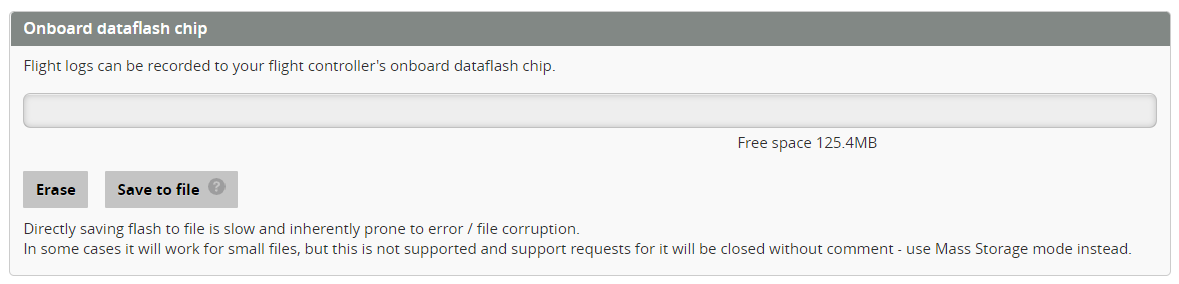 Onboard dataflash chip
Flight logs can be recorded to your flight controller's onboard dataflash chip.
Free space 125.4MB
Erase
Save to file ?
Directly saving flash to file is slow and inherently prone to error / file corruption.
In some cases it will work for small files, but this is not supported and support requests for it will be closed without comment - use Mass Storage mode instead.